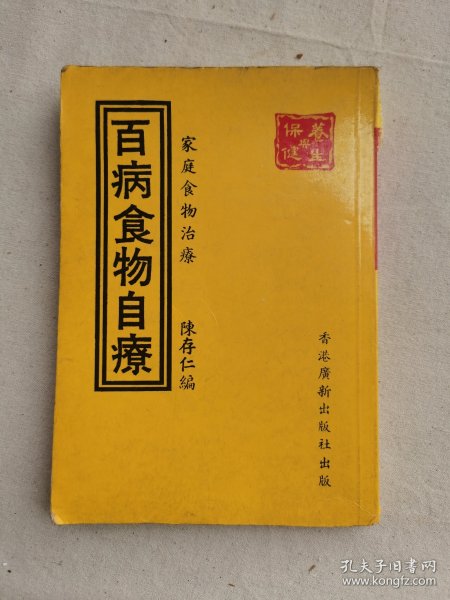 百病食物自療
家庭食物治療
陳存仁編
養生與保健
香港廣新出版社出版
孔夫子旧书网
www.kongfz.com